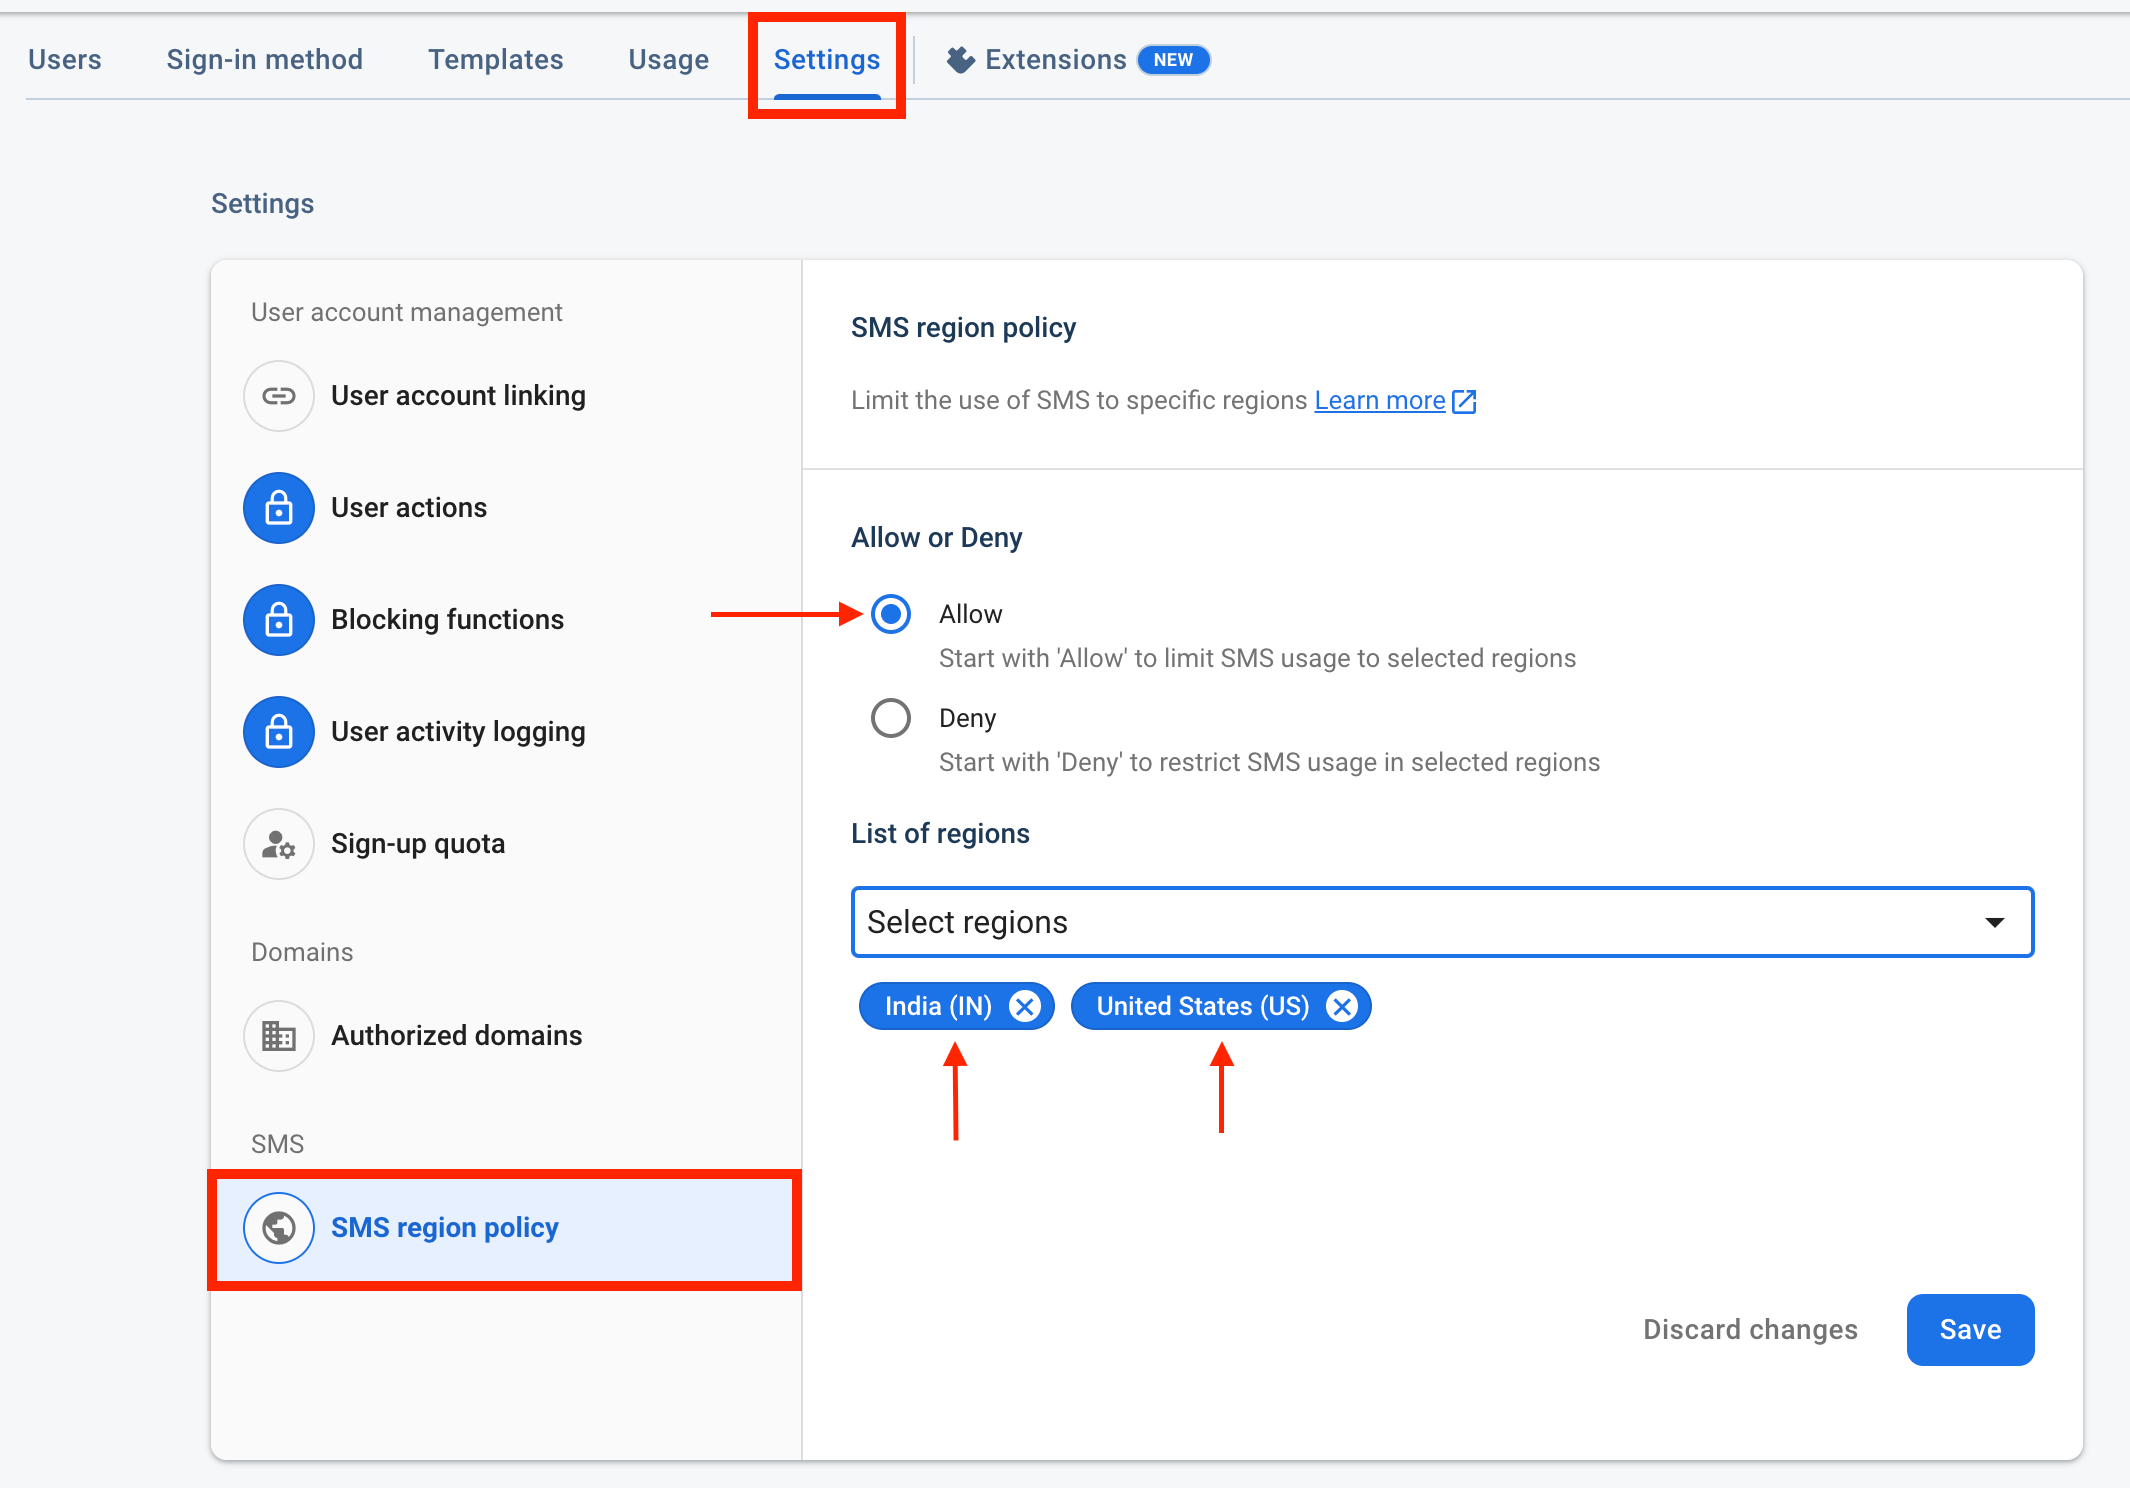 Users Sign-in method Templates Usage Settings Extensions NEW
Settings
User account management
User account linking
User actions
Blocking functions
User activity logging
Sign-up quota
Domains
Authorized domains
SMS
SMS region policy
SMS region policy
Limit the use of SMS to specific regions Learn more
Allow or Deny
Allow
Start with 'Allow' to limit SMS usage to selected regions
Deny
Start with 'Deny' to restrict SMS usage in selected regions
List of regions
Select regions
India (IN) United States (US)
Discard changes Save